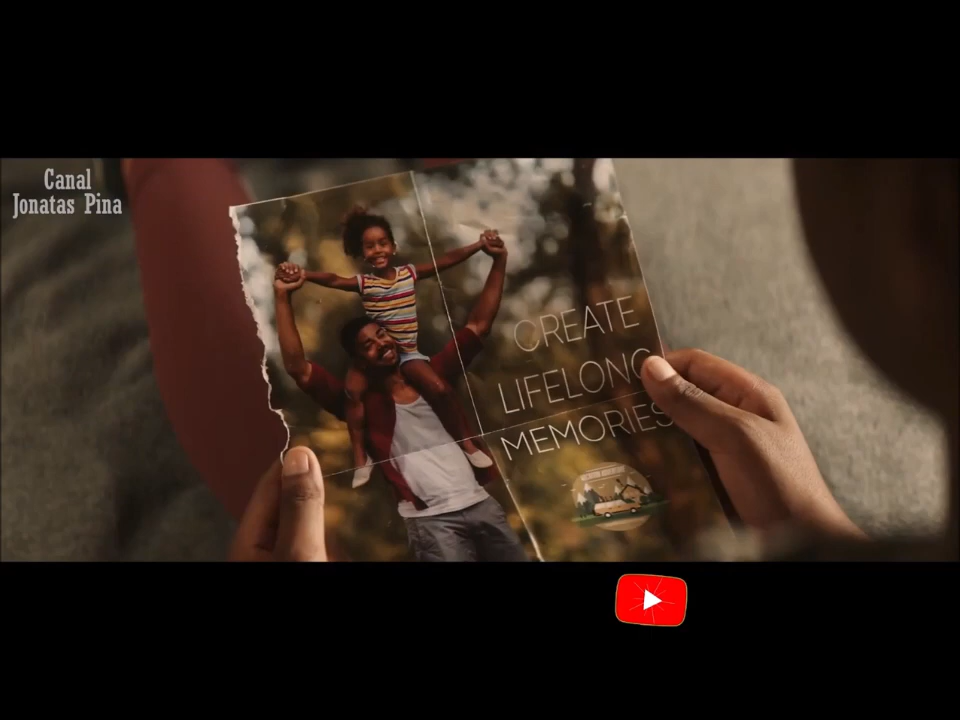 Canal
Jonatas Pina
CREATE
LIFELONG
MEMORIES